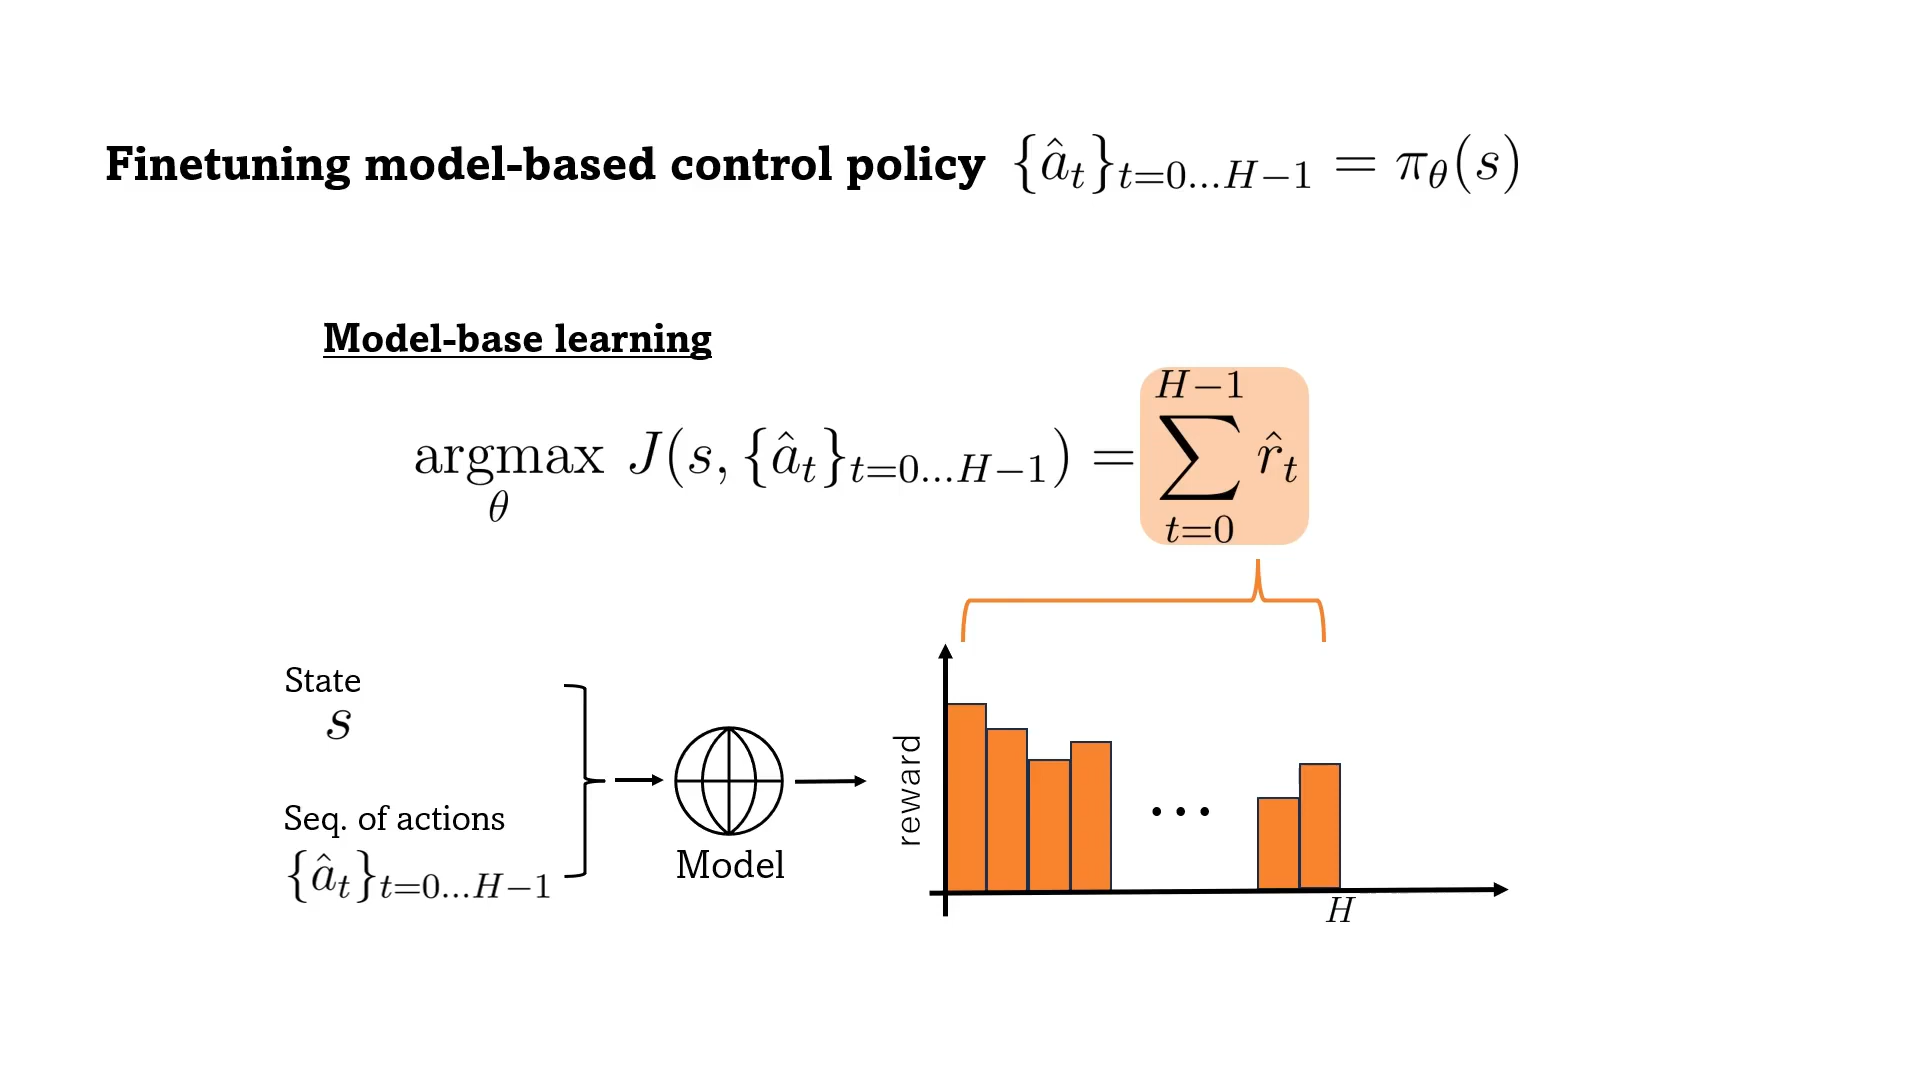 Finetuning model-based control policy {â_t}_{t=0...H−1} = π_θ(s)
Model-base learning
argmax_θ J(s, {â_t}_{t=0...H−1}) = ∑_{t=0}^{H−1} r̂_t
State
s
Seq. of actions
{â_t}_{t=0...H−1}
Model
reward
...
H